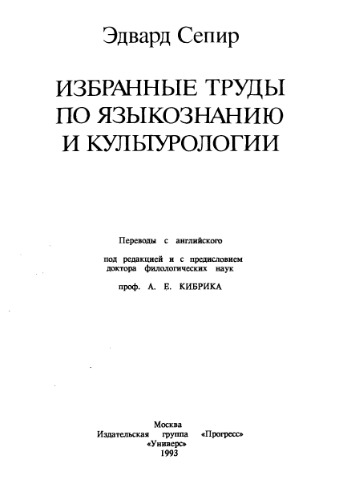 Эдвард Сепир
ИЗБРАННЫЕ ТРУДЫ
ПО ЯЗЫКОЗНАНИЮ
И КУЛЬТУРОЛОГИИ
Переводы с английского
под редакцией и с предисловием
доктора филологических наук
проф. А. Е. КИБРИКА
Москва
Издательская группа «Прогресс»
«Универс»
1993